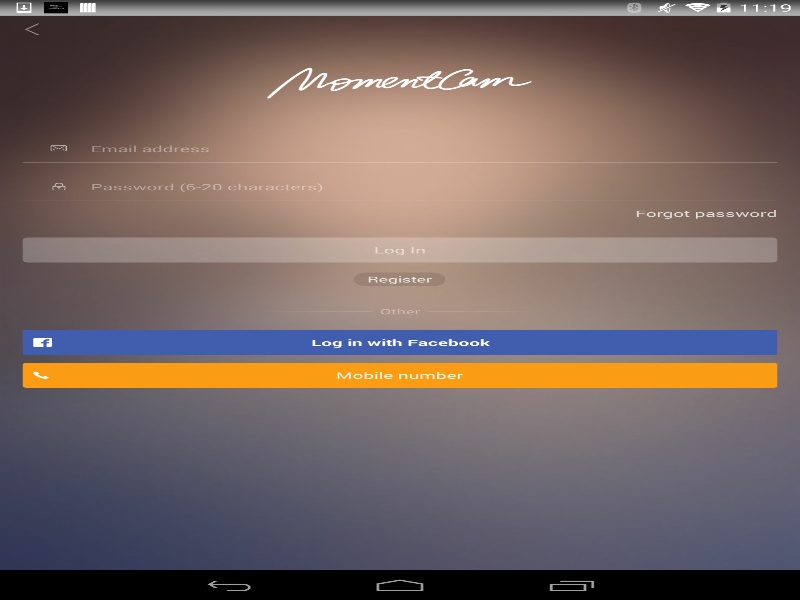 11:19
MomentCam
Email address
Password (6-20 characters)
Forgot password
Log In
Register
Other
Log in with Facebook
Mobile number